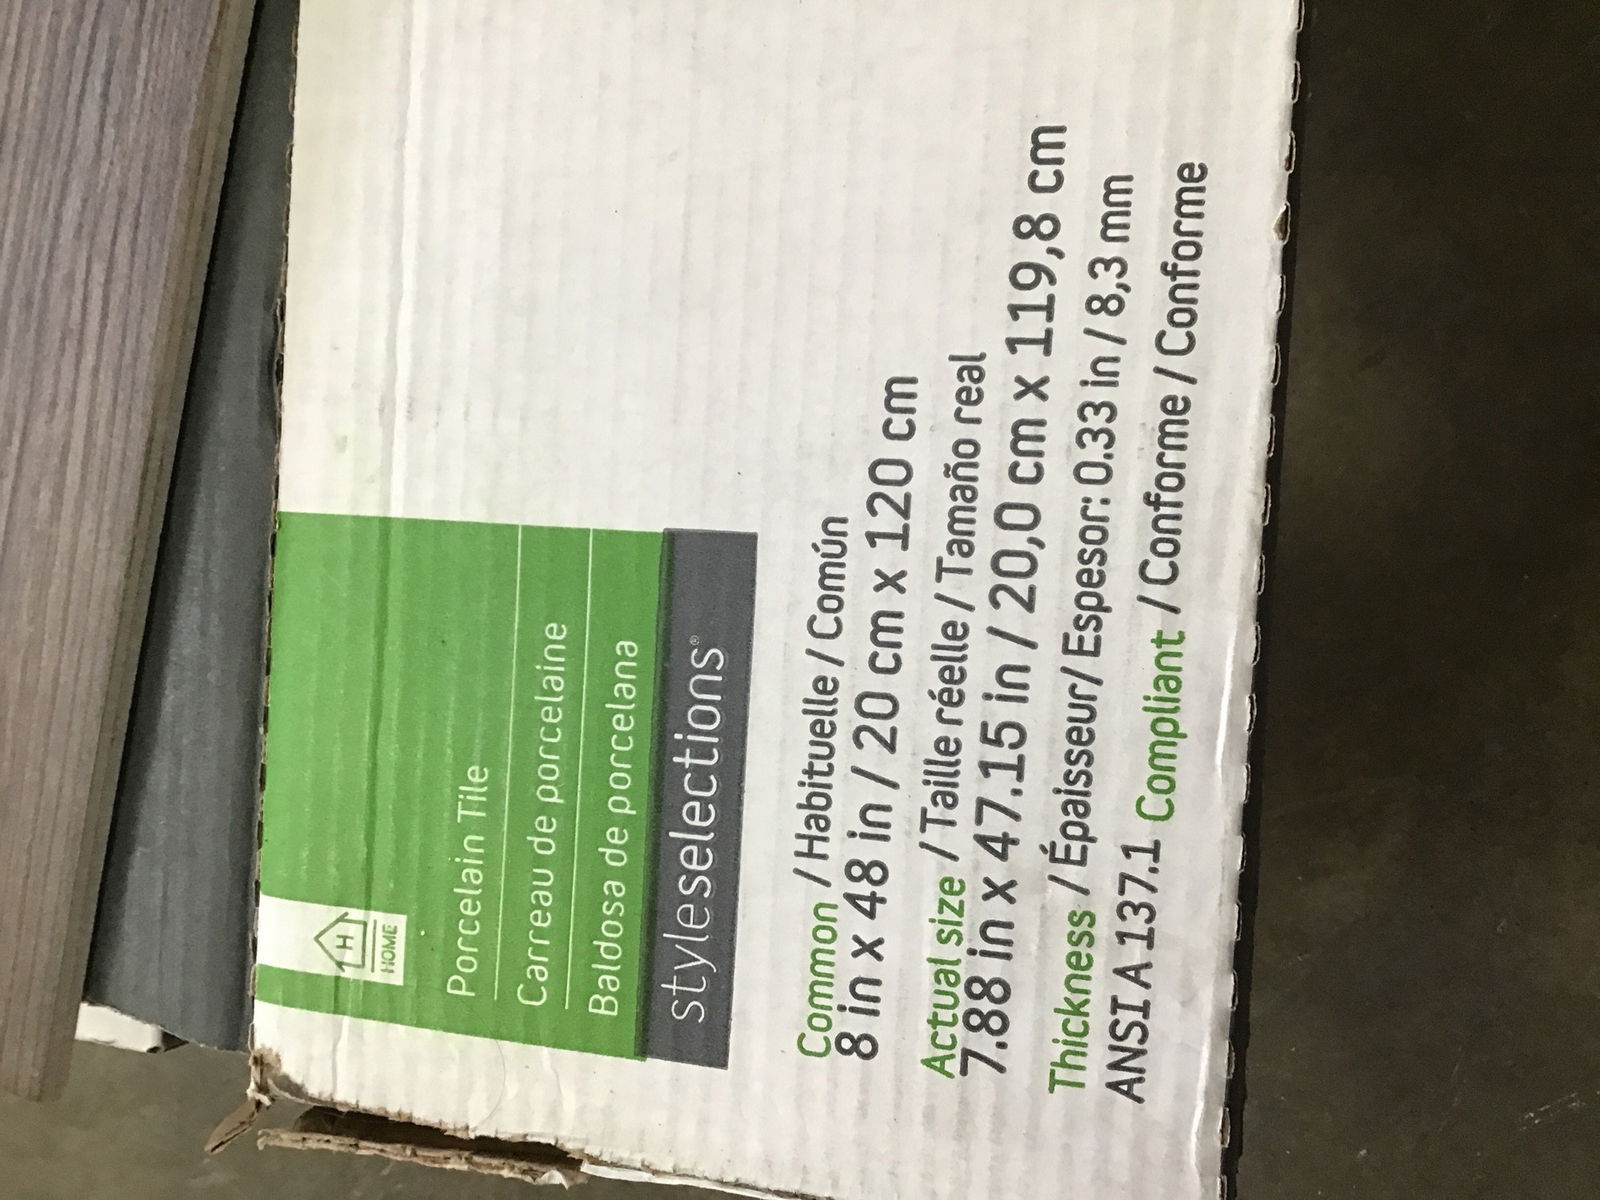 H
HOME
Porcelain Tile
Carreau de porcelaine
Baldosa de porcelana
styleselections®
Common / Habituelle / Común
8 in x 48 in / 20 cm x 120 cm
Actual size / Taille réelle / Tamaño real
7.88 in x 47.15 in / 20,0 cm x 119,8 cm
Thickness / Épaisseur/ Espesor: 0.33 in / 8,3 mm
ANSI A 137.1 Compliant / Conforme / Conforme